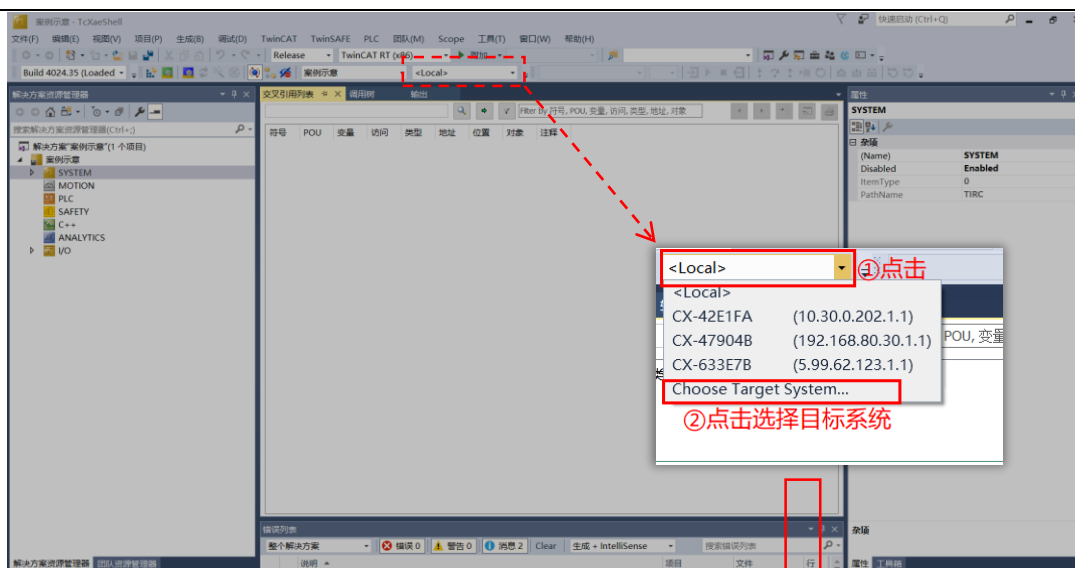 案例示意 - TcXaeShell
快速启动 (Ctrl+Q)
文件(F) 编辑(E) 视图(V) 项目(P) 生成(B) 调试(D) TwinCAT TwinSAFE PLC 团队(M) Scope 工具(T) 窗口(W) 帮助(H)
Release TwinCAT RT (x86) 附加...
Build 4024.35 (Loaded 案例示意 <Local>
解决方案资源管理器
搜索解决方案资源管理器(Ctrl+;)
解决方案"案例示意"(1 个项目)
案例示意
SYSTEM
MOTION
PLC
SAFETY
C++
ANALYTICS
I/O
解决方案资源管理器 团队资源管理器
交叉引用列表 调用树 输出
Filter by 符号, POU, 变量, 访问, 类型, 地址, 对象
符号 POU 变量 访问 类型 地址 位置 对象 注释
<Local>
①点击
<Local>
CX-42E1FA (10.30.0.202.1.1)
CX-47904B (192.168.80.30.1.1)
CX-633E7B (5.99.62.123.1.1)
Choose Target System...
POU, 变量
②点击选择目标系统
错误列表
整个解决方案 错误 0 警告 0 消息 2 Clear 生成 + IntelliSense 搜索错误列表
说明 项目 文件 行
属性
SYSTEM
杂项
(Name) SYSTEM
Disabled Enabled
ItemType 0
PathName TIRC
杂项
属性 工具箱